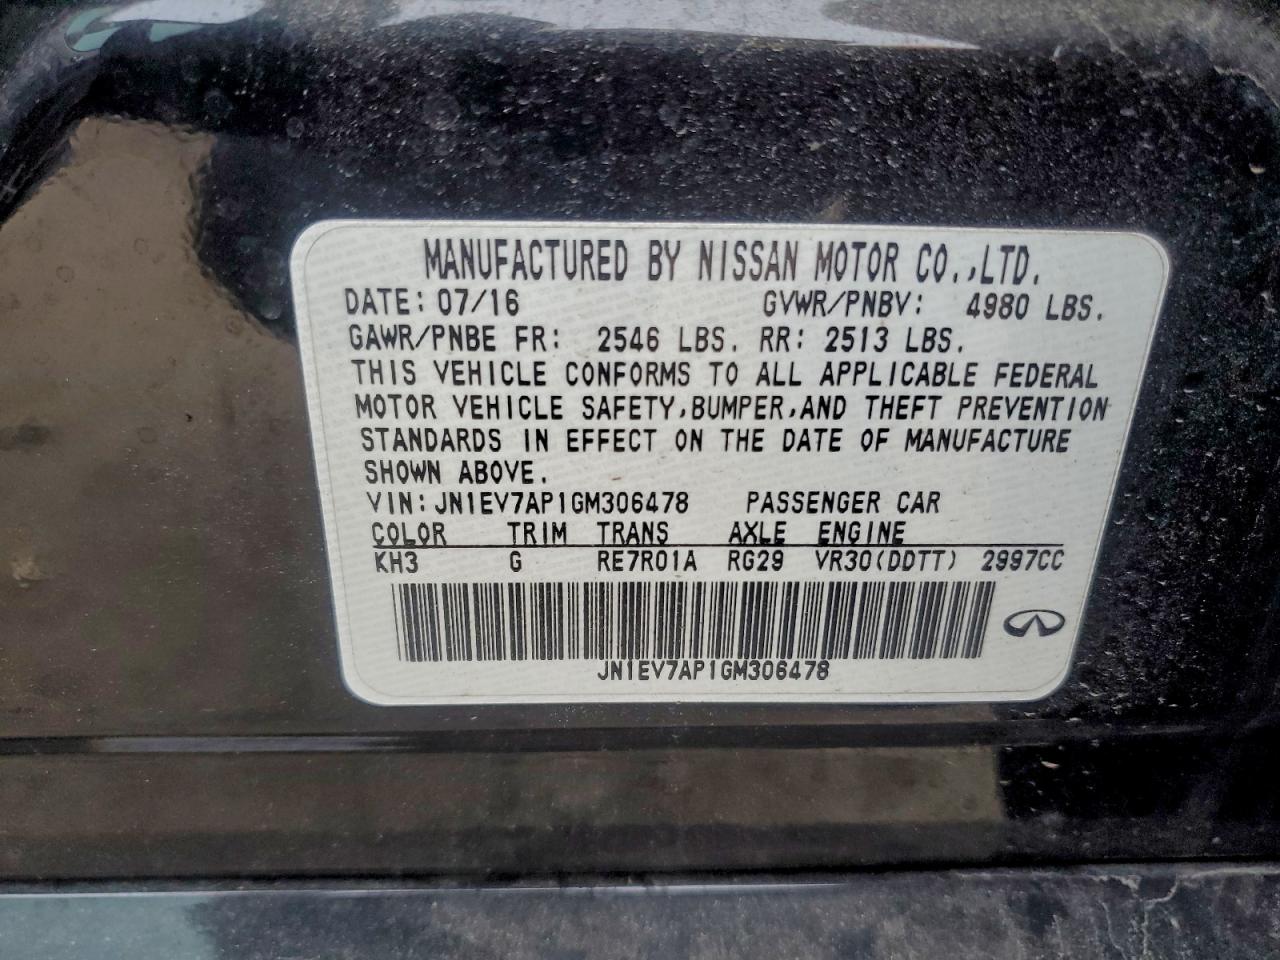 MANUFACTURED BY NISSAN MOTOR CO.,LTD.
DATE: 07/16 GVWR/PNBV: 4980 LBS.
GAWR/PNBE FR: 2546 LBS. RR: 2513 LBS.
THIS VEHICLE CONFORMS TO ALL APPLICABLE FEDERAL
MOTOR VEHICLE SAFETY,BUMPER,AND THEFT PREVENTION
STANDARDS IN EFFECT ON THE DATE OF MANUFACTURE
SHOWN ABOVE.
VIN:JN1EV7AP1GM306478 PASSENGER CAR
COLOR TRIM TRANS AXLE ENGINE
KH3 G RE7R01A RG29 VR30(DDTT) 2997CC
JN1EV7AP1GM306478